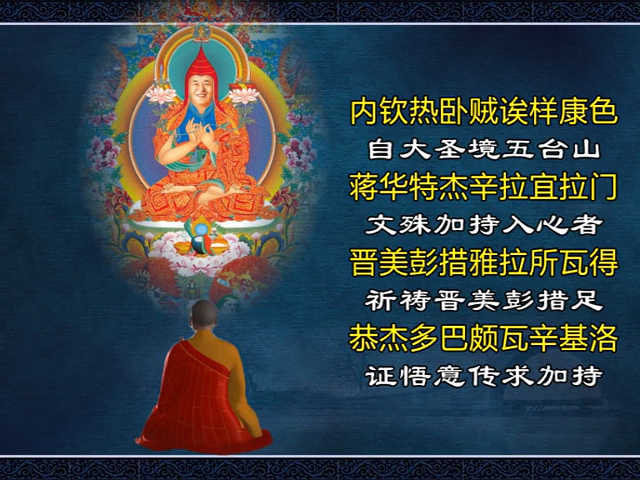 内钦热卧贼诶样康色
自大圣境五台山
蒋华特杰辛拉宜拉门
文殊加持入心者
晋美彭措雅拉所瓦得
祈祷晋美彭措足
恭杰多巴颇瓦辛基洛
证悟意传求加持